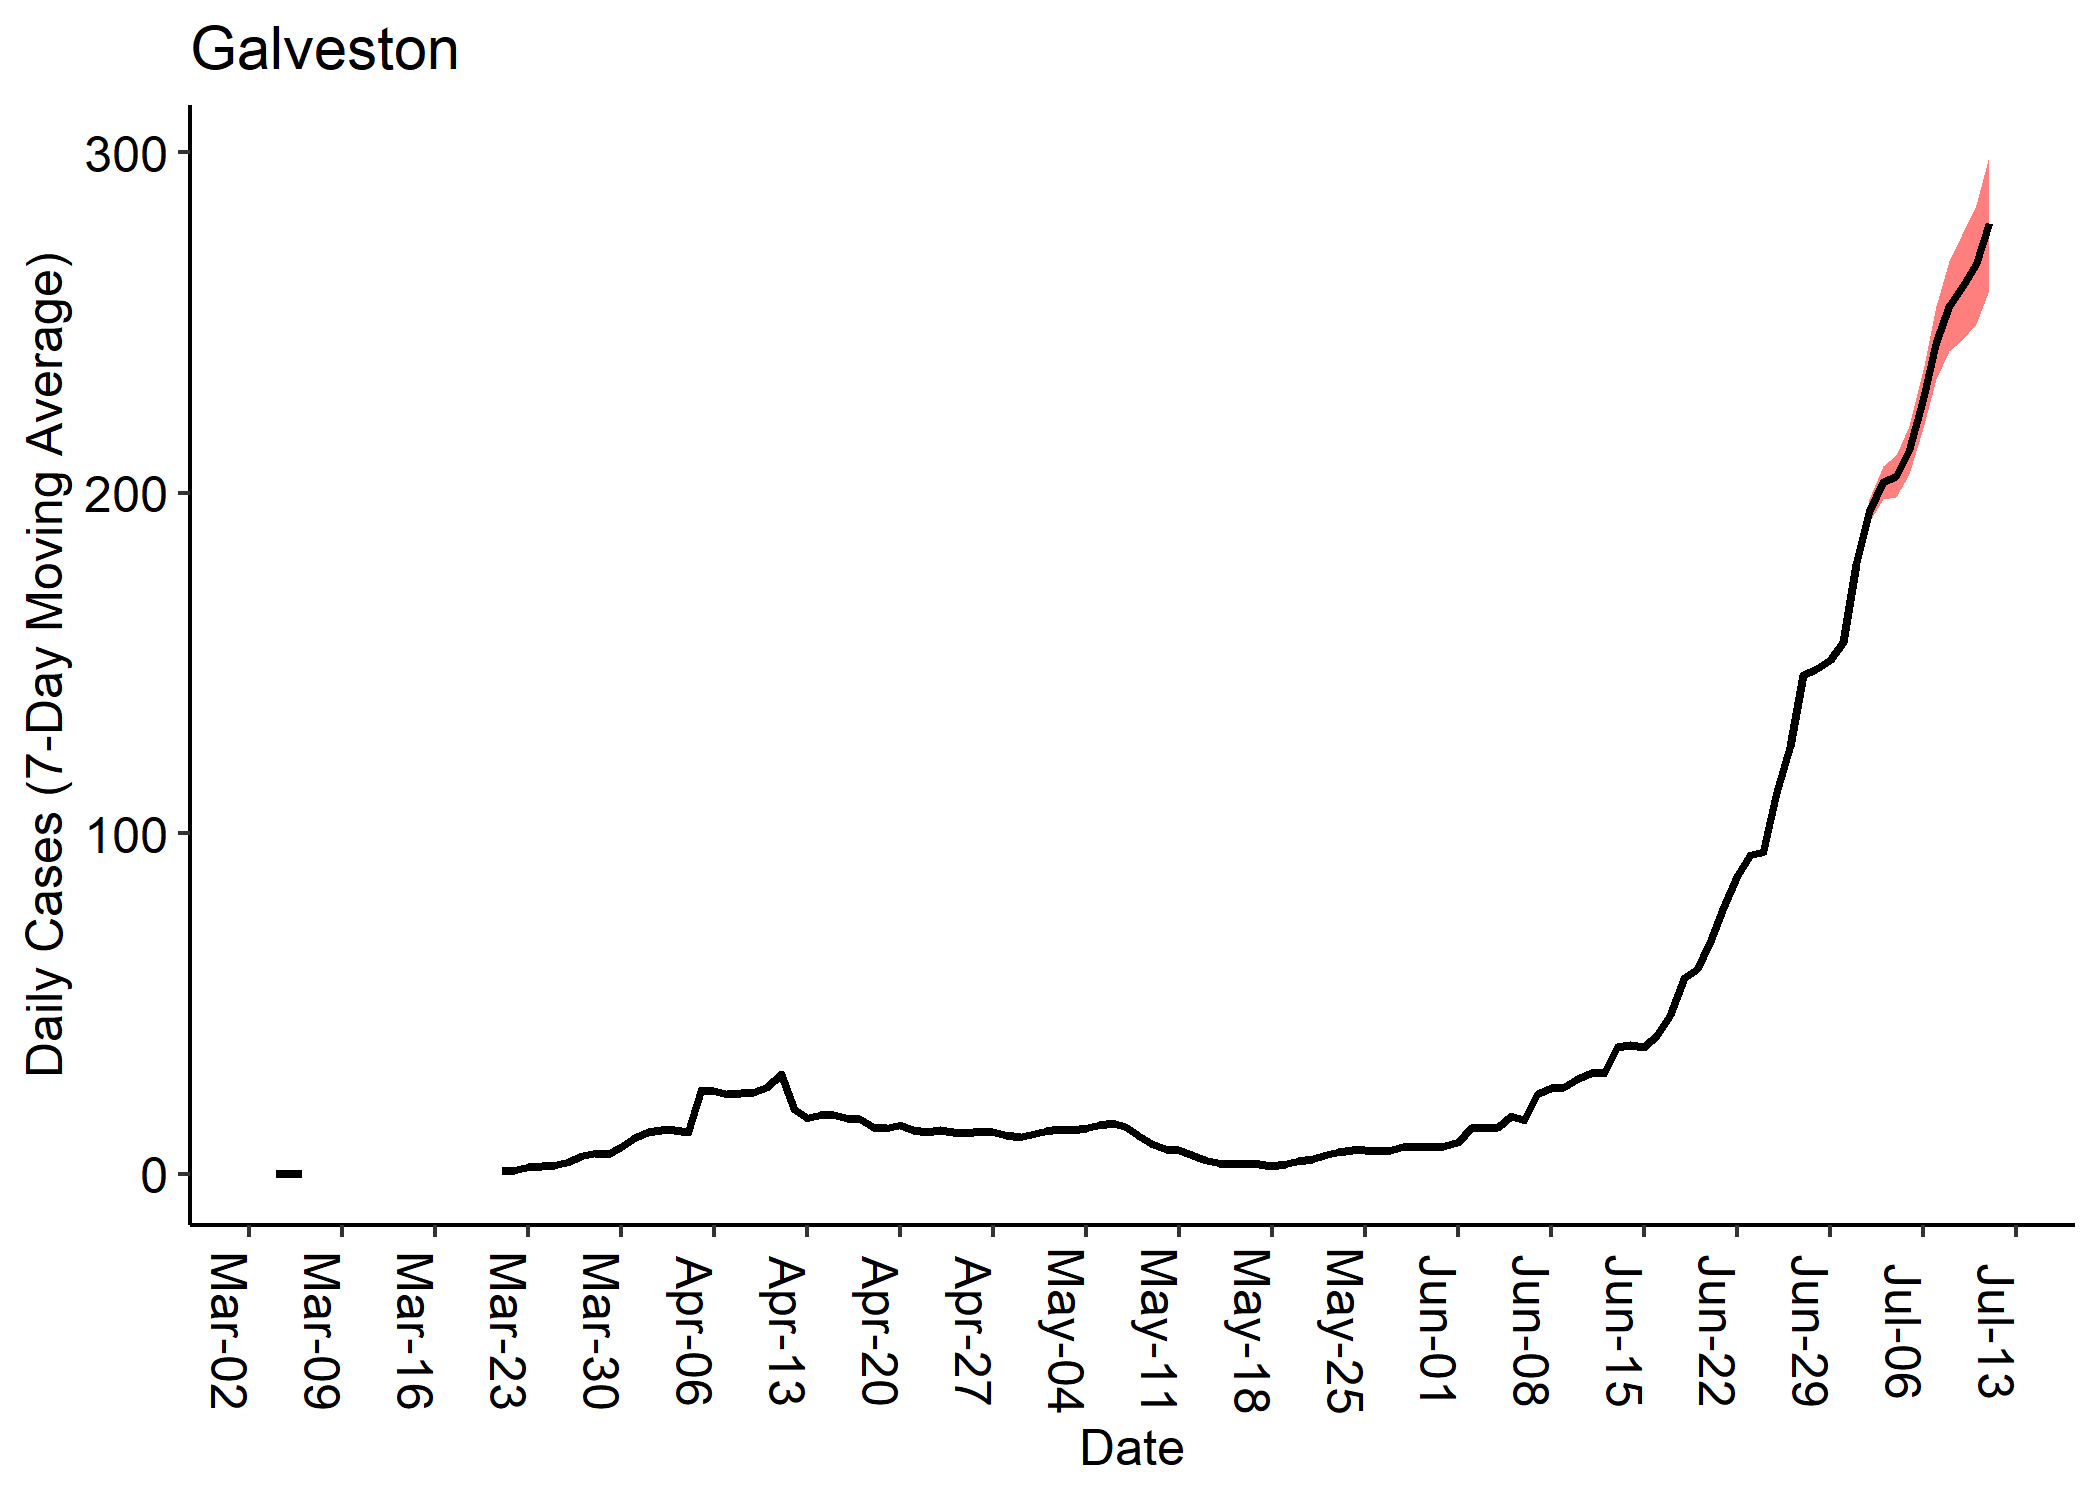 Galveston
Daily Cases (7-Day Moving Average)
300
200
100
0
Mar-02
Mar-09
Mar-16
Mar-23
Mar-30
Apr-06
Apr-13
Apr-20
Apr-27
May-04
May-11
May-18
May-25
Jun-01
Jun-08
Jun-15
Jun-22
Jun-29
Jul-06
Jul-13
Date